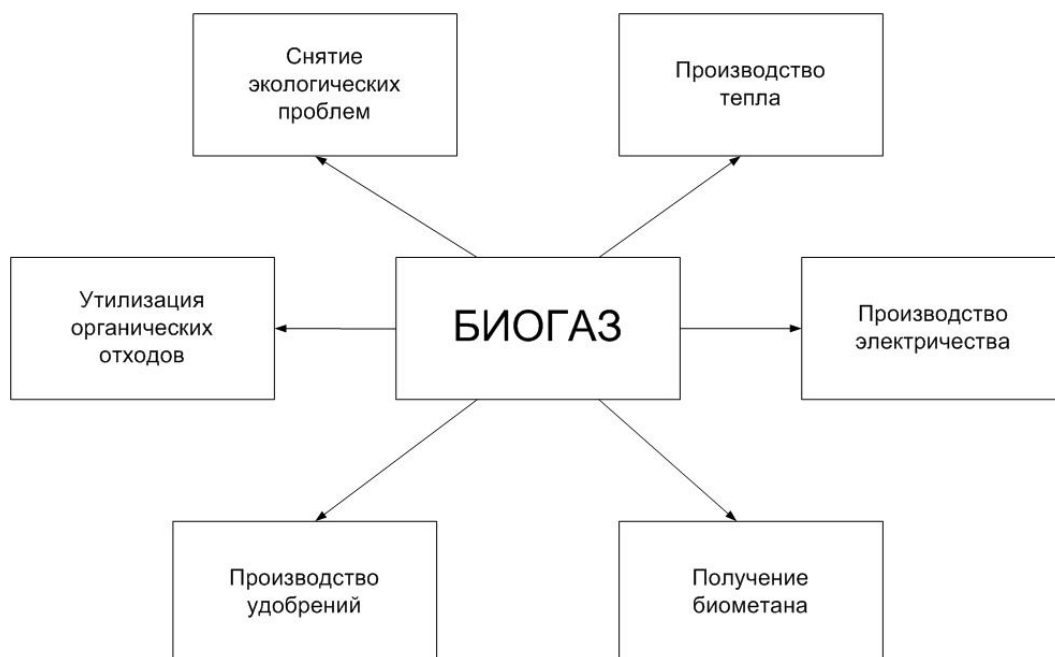 Снятие
экологических
проблем
Производство
тепла
Утилизация
органических
отходов
БИОГАЗ
Производство
электричества
Производство
удобрений
Получение
биометана